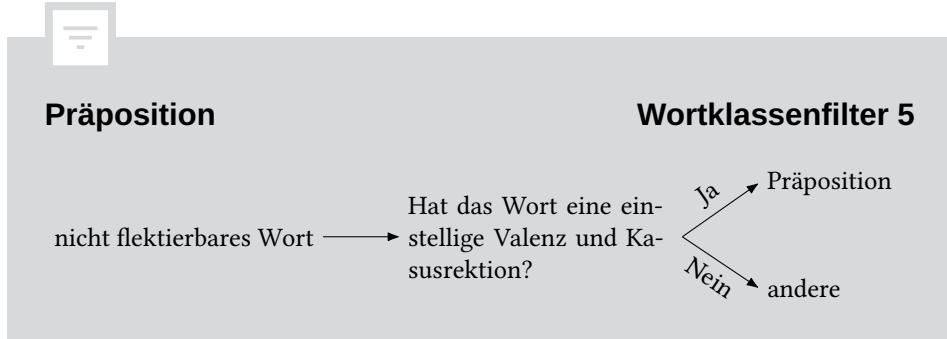 Präposition
Wortklassenfilter 5
nicht flektierbares Wort
Hat das Wort eine ein-
stellige Valenz und Ka-
susrektion?
Ja
Präposition
Nein
andere